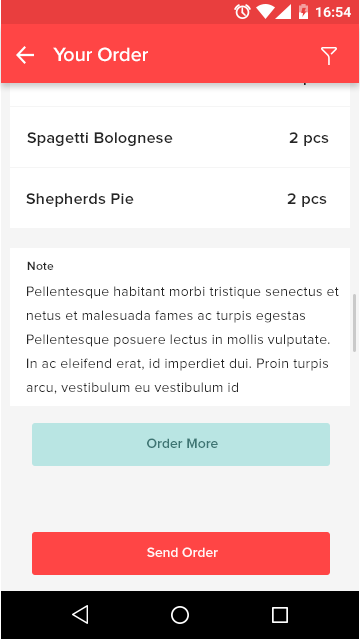 16:54
Your Order
Spagetti Bolognese 2 pcs
Shepherds Pie 2 pcs
Note
Pellentesque habitant morbi tristique senectus et
netus et malesuada fames ac turpis egestas
Pellentesque posuere lectus in mollis vulputate.
In ac eleifend erat, id imperdiet dui. Proin turpis
arcu, vestibulum eu vestibulum id
Order More
Send Order